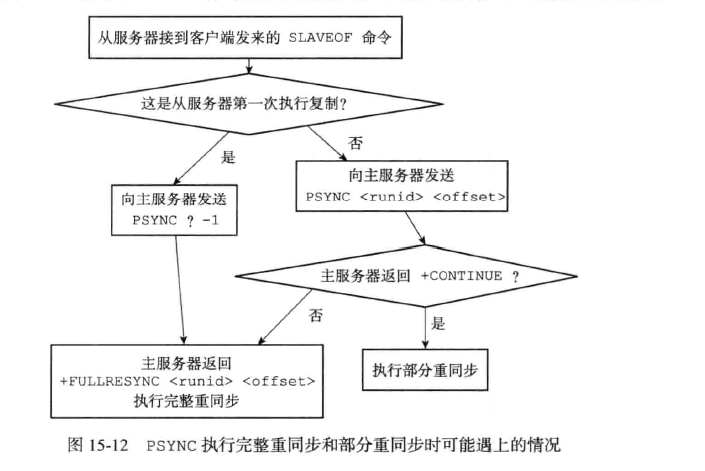 从服务器接到客户端发来的 SLAVEOF 命令
这是从服务器第一次执行复制?
是
否
向主服务器发送
PSYNC ? -1
向主服务器发送
PSYNC <runid> <offset>
主服务器返回 +CONTINUE ?
否
是
主服务器返回
+FULLRESYNC <runid> <offset>
执行完整重同步
执行部分重同步
图 15-12 PSYNC 执行完整重同步和部分重同步时可能遇上的情况